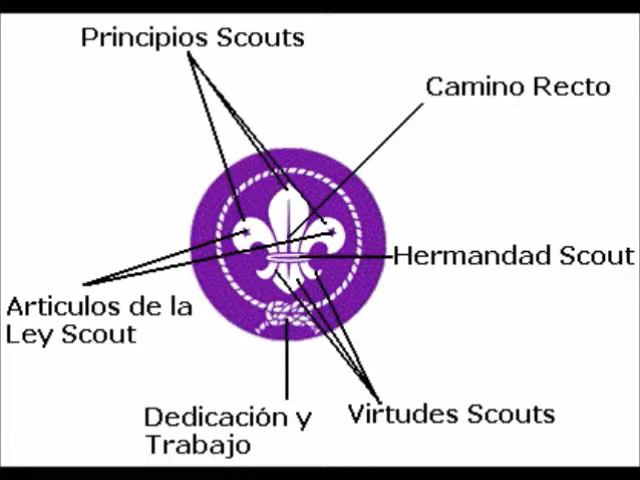 Principios Scouts
Camino Recto
Hermandad Scout
Articulos de la
Ley Scout
Dedicación y
Trabajo
Virtudes Scouts